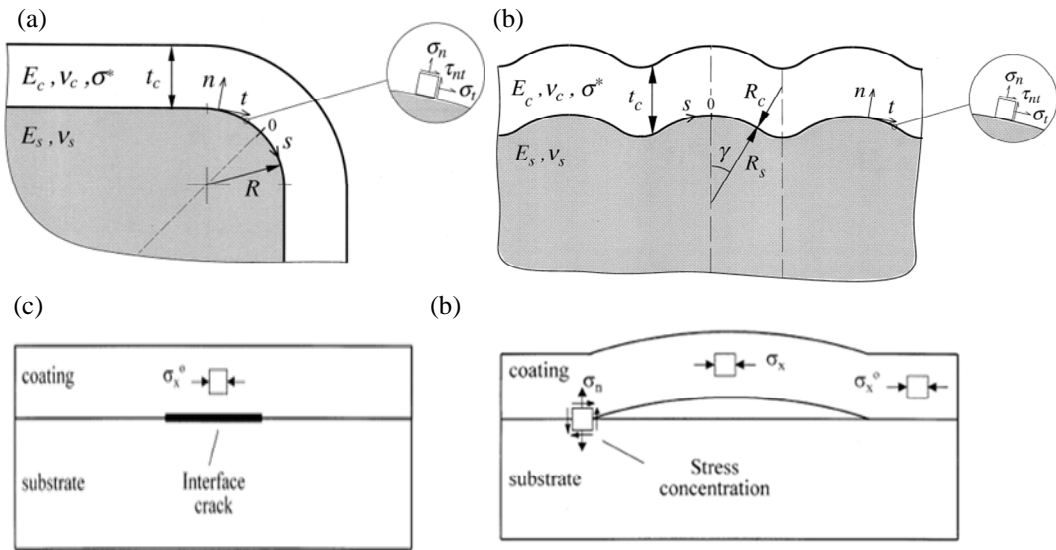 (a)
E_c, ν_c, σ*
t_c
n
t
0
s
R
E_s, ν_s
σ_n
τ_nt
σ_t
(b)
E_c, ν_c, σ*
t_c
s
0
R_c
n
t
E_s, ν_s
γ
R_s
σ_n
τ_nt
σ_t
(c)
coating
σ_x°
substrate
Interface
crack
(b)
coating
σ_n
σ_x
σ_x°
substrate
Stress
concentration